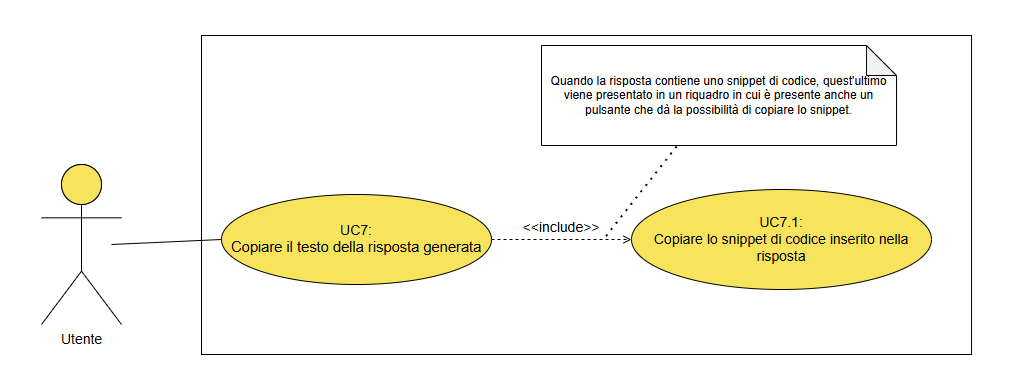 Quando la risposta contiene uno snippet di codice, quest'ultimo
viene presentato in un riquadro in cui è presente anche un
pulsante che dà la possibilità di copiare lo snippet.
UC7:
Copiare il testo della risposta generata
<<include>>
UC7.1:
Copiare lo snippet di codice inserito nella
risposta
Utente